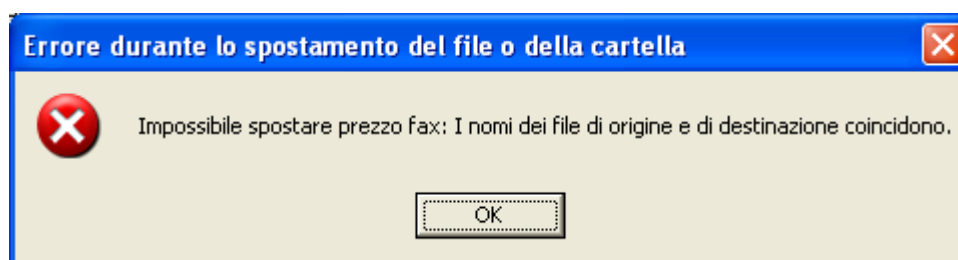 Errore durante lo spostamento del file o della cartella
Impossibile spostare prezzo fax: I nomi dei file di origine e di destinazione coincidono.
OK